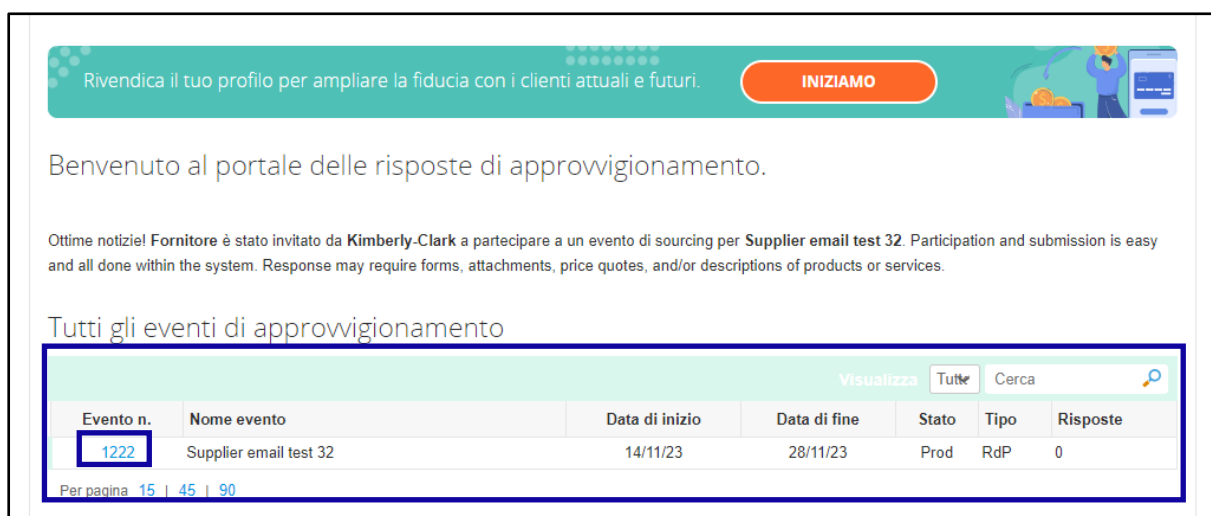 Rivendica il tuo profilo per ampliare la fiducia con i clienti attuali e futuri. INIZIAMO
Benvenuto al portale delle risposte di approvvigionamento.
Ottime notizie! Fornitore è stato invitato da Kimberly-Clark a partecipare a un evento di sourcing per Supplier email test 32. Participation and submission is easy
and all done within the system. Response may require forms, attachments, price quotes, and/or descriptions of products or services.
Tutti gli eventi di approvvigionamento
Visualizza Tutte Cerca
Evento n. Nome evento Data di inizio Data di fine Stato Tipo Risposte
1222 Supplier email test 32 14/11/23 28/11/23 Prod RdP 0
Per pagina 15 | 45 | 90